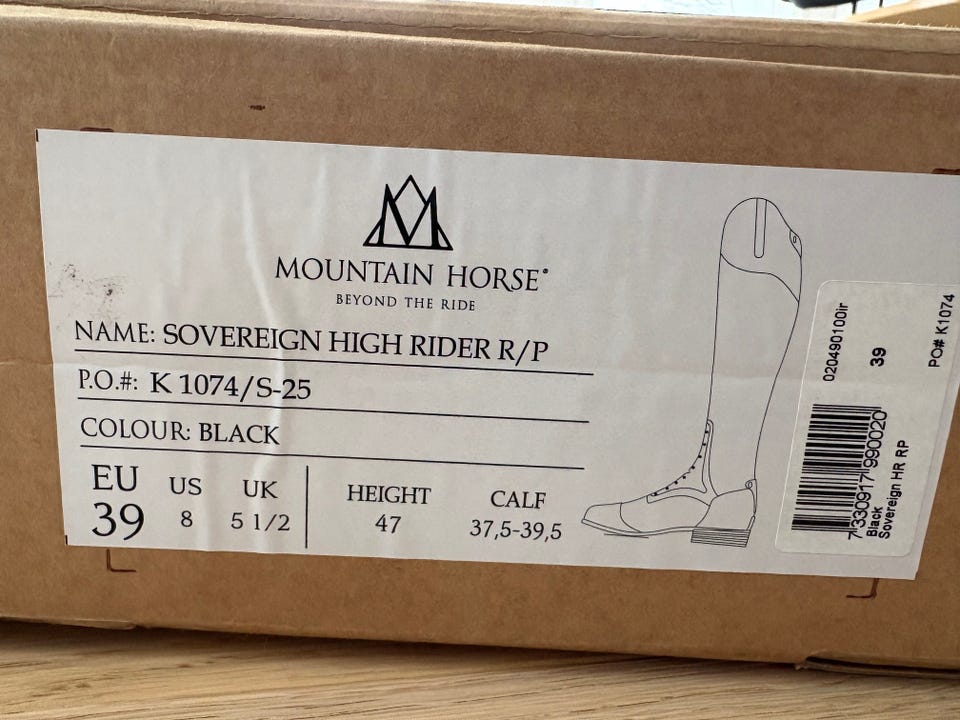 MOUNTAIN HORSE®
BEYOND THE RIDE
NAME: SOVEREIGN HIGH RIDER R/P
P.O.#: K 1074/S-25
COLOUR: BLACK
EU US UK HEIGHT CALF
39 8 5 1/2 47 37,5-39,5
PO# K1074
020490100ir 39
7330917990020
Black
Sovereign HR RP